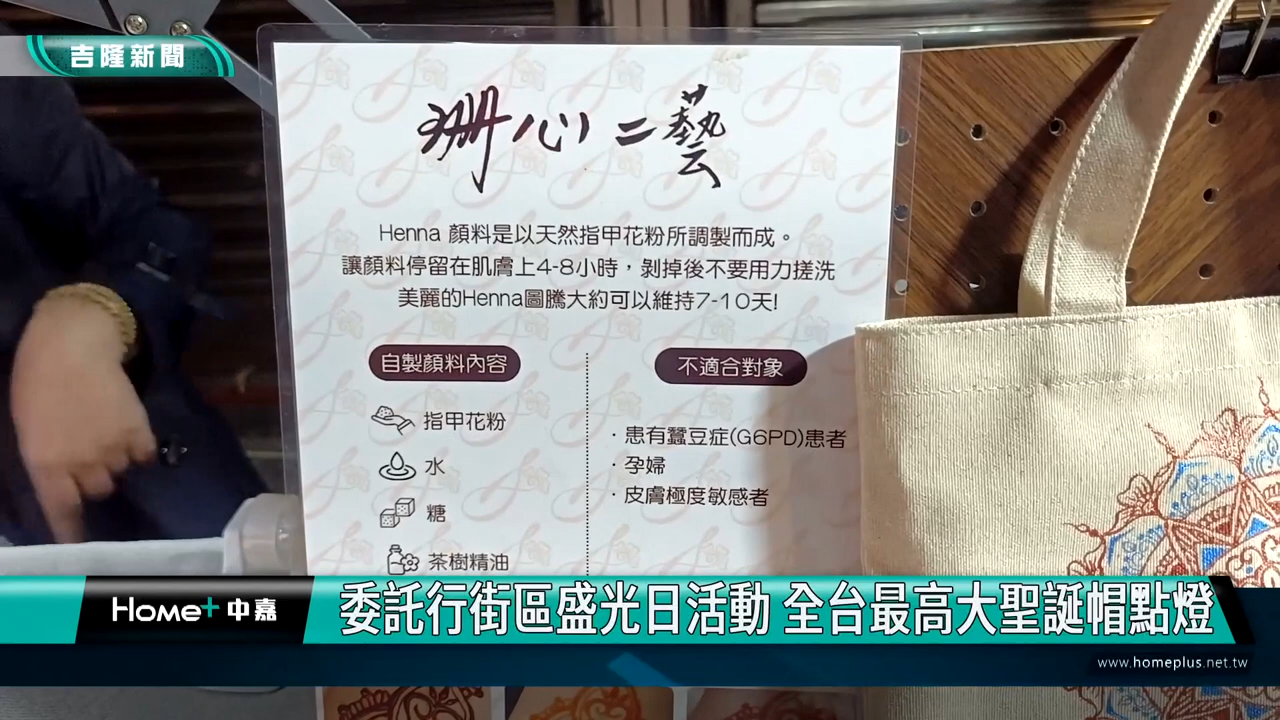 吉隆新聞
珊心二藝
Henna 顏料是以天然指甲花粉所調製而成。
讓顏料停留在肌膚上4-8小時，剝掉後不要用力搓洗
美麗的Henna圖騰大約可以維持7-10天!
自製顏料內容
指甲花粉
水
糖
茶樹精油
不適合對象
·患有蠶豆症(G6PD)患者
·孕婦
·皮膚極度敏感者
Home+ 中嘉
委託行街區盛光日活動 全台最高大聖誕帽點燈
www.homeplus.net.tw